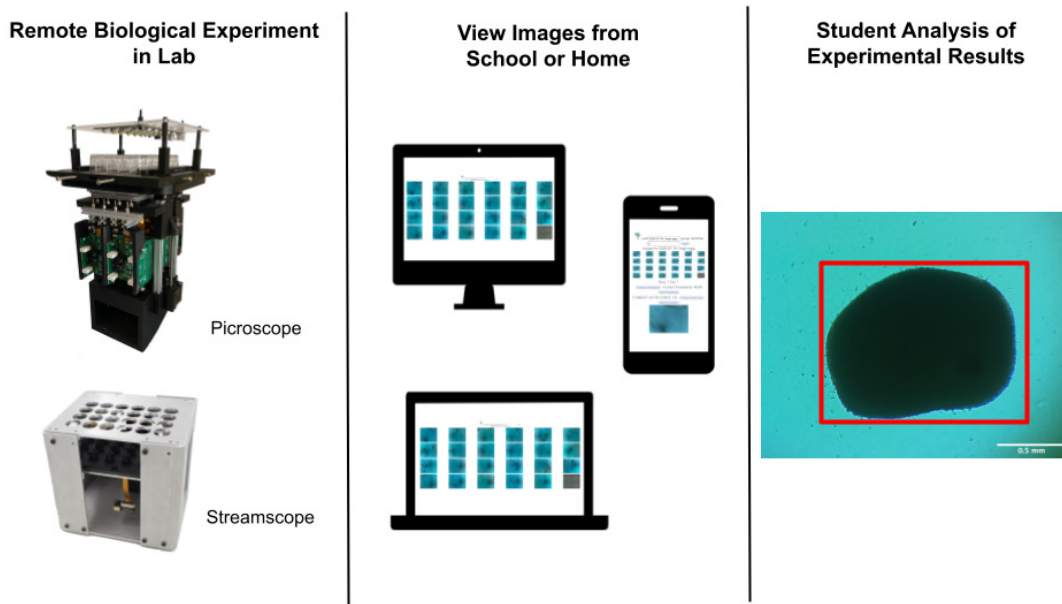 Remote Biological Experiment
in Lab
Picroscope
Streamscope
View Images from
School or Home
Student Analysis of
Experimental Results
0.5 mm